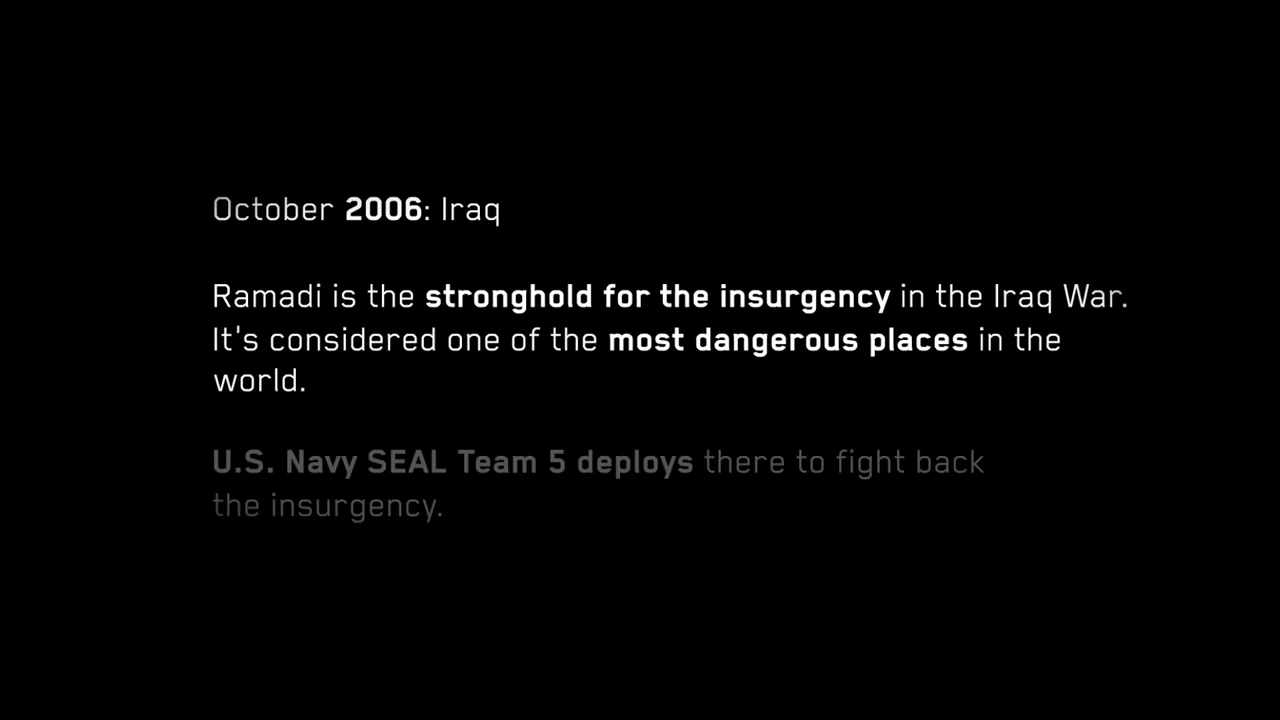 October 2006: Iraq
Ramadi is the stronghold for the insurgency in the Iraq War.
It's considered one of the most dangerous places in the
world.
U.S. Navy SEAL Team 5 deploys there to fight back
the insurgency.